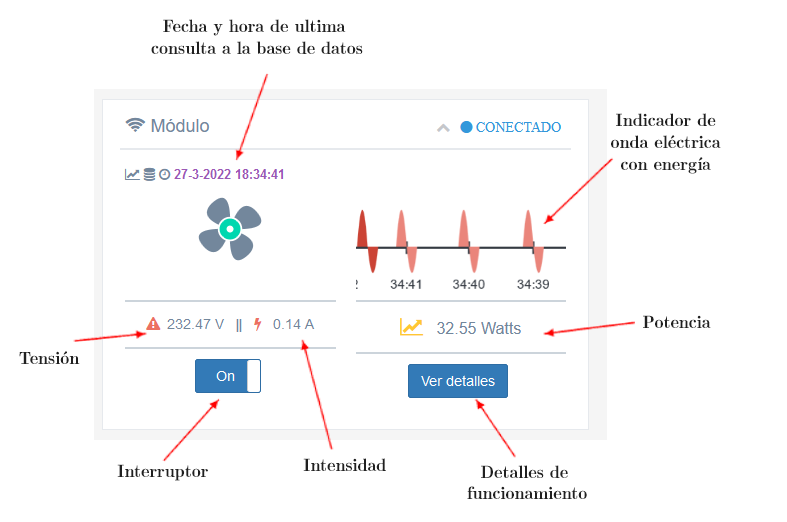 Fecha y hora de ultima
consulta a la base de datos
Módulo
CONECTADO
Indicador de
onda eléctrica
con energía
27-3-2022 18:34:41
2 34:41 34:40 34:39
232.47 V || 0.14 A
32.55 Watts
Potencia
Tensión
On
Ver detalles
Interruptor
Intensidad
Detalles de
funcionamiento